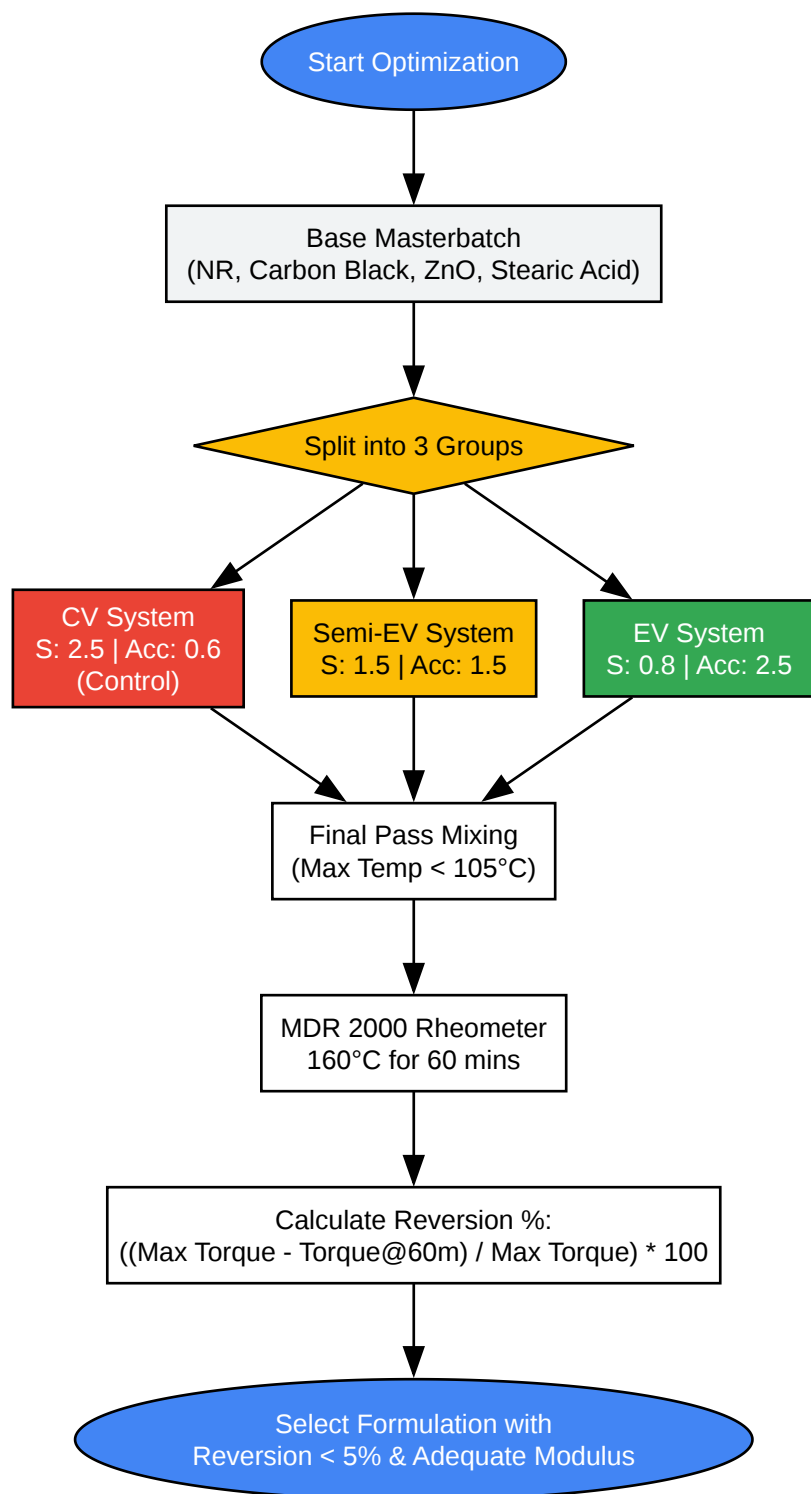 Start Optimization
Base Masterbatch
(NR, Carbon Black, ZnO, Stearic Acid)
Split into 3 Groups
CV System
S: 2.5 | Acc: 0.6
(Control)
Semi-EV System
S: 1.5 | Acc: 1.5
EV System
S: 0.8 | Acc: 2.5
Final Pass Mixing
(Max Temp < 105°C)
MDR 2000 Rheometer
160°C for 60 mins
Calculate Reversion %:
((Max Torque - Torque@60m) / Max Torque) * 100
Select Formulation with
Reversion < 5% & Adequate Modulus